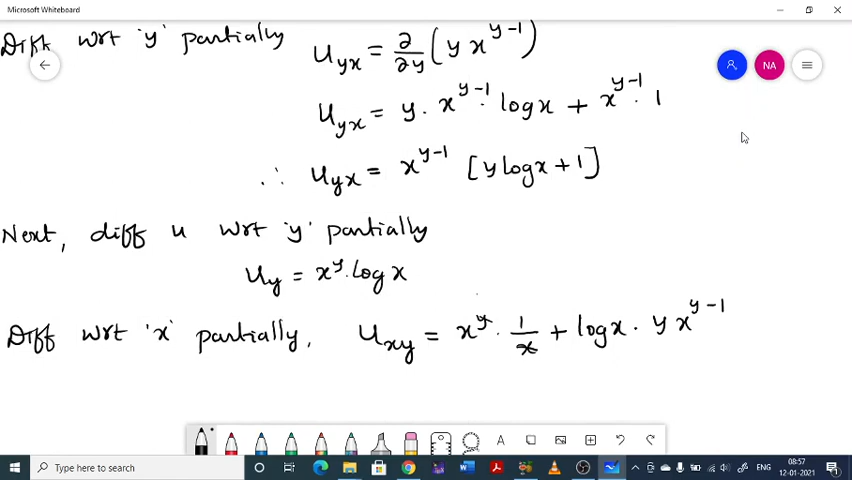 Microsoft Whiteboard
Diff wrt 'y' partially u_yx = ∂/∂y (y x^(y-1))
NA
u_yx = y · x^(y-1) · log x + x^(y-1) · 1
∴ u_yx = x^(y-1) [y log x + 1]
Next, diff u wrt 'y' partially
u_y = x^y · log x
Diff wrt 'x' partially, u_xy = x^y · 1/x + log x · y x^(y-1)
Type here to search
ENG
08:57
12-01-2021